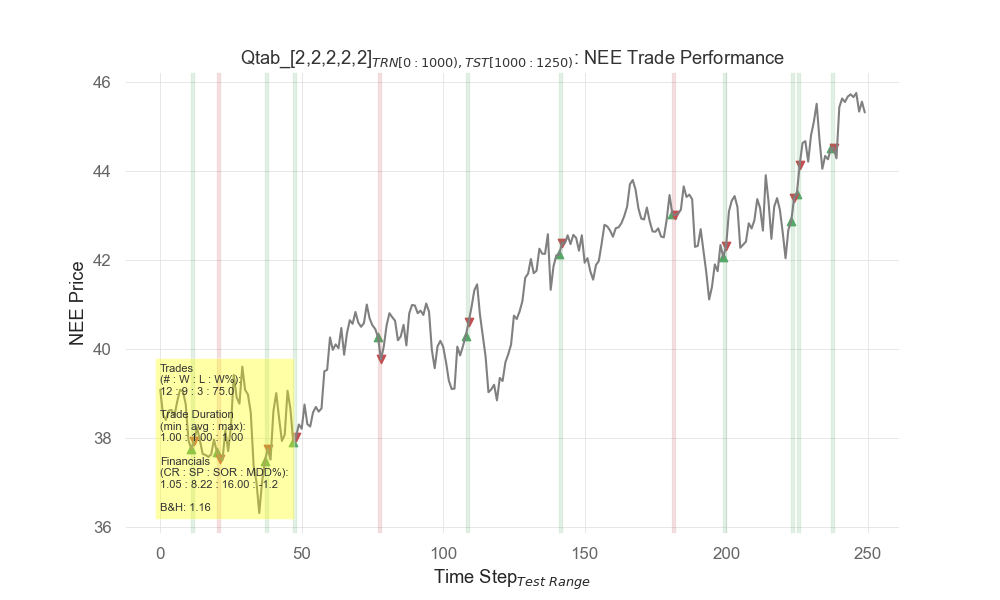 Qtab_[2,2,2,2,2]TRN[0 : 1000), TST[1000 : 1250): NEE Trade Performance
46
44
42
40
38
36
NEE Price
Trades
(# : W : L : W%):
12 : 9 : 3 : 75.0
Trade Duration
(min : avg : max):
1.00 : 1.00 : 1.00
Financials
(CR : SP : SOR : MDD%):
1.05 : 8.22 : 16.00 : -1.2
B&H: 1.16
0 50 100 150 200 250
Time StepTest Range